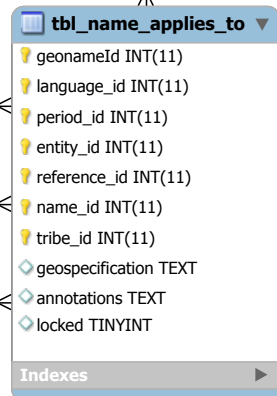 tbl_name_applies_to
geonameId INT(11)
language_id INT(11)
period_id INT(11)
entity_id INT(11)
reference_id INT(11)
name_id INT(11)
tribe_id INT(11)
geospecification TEXT
annotations TEXT
locked TINYINT
Indexes